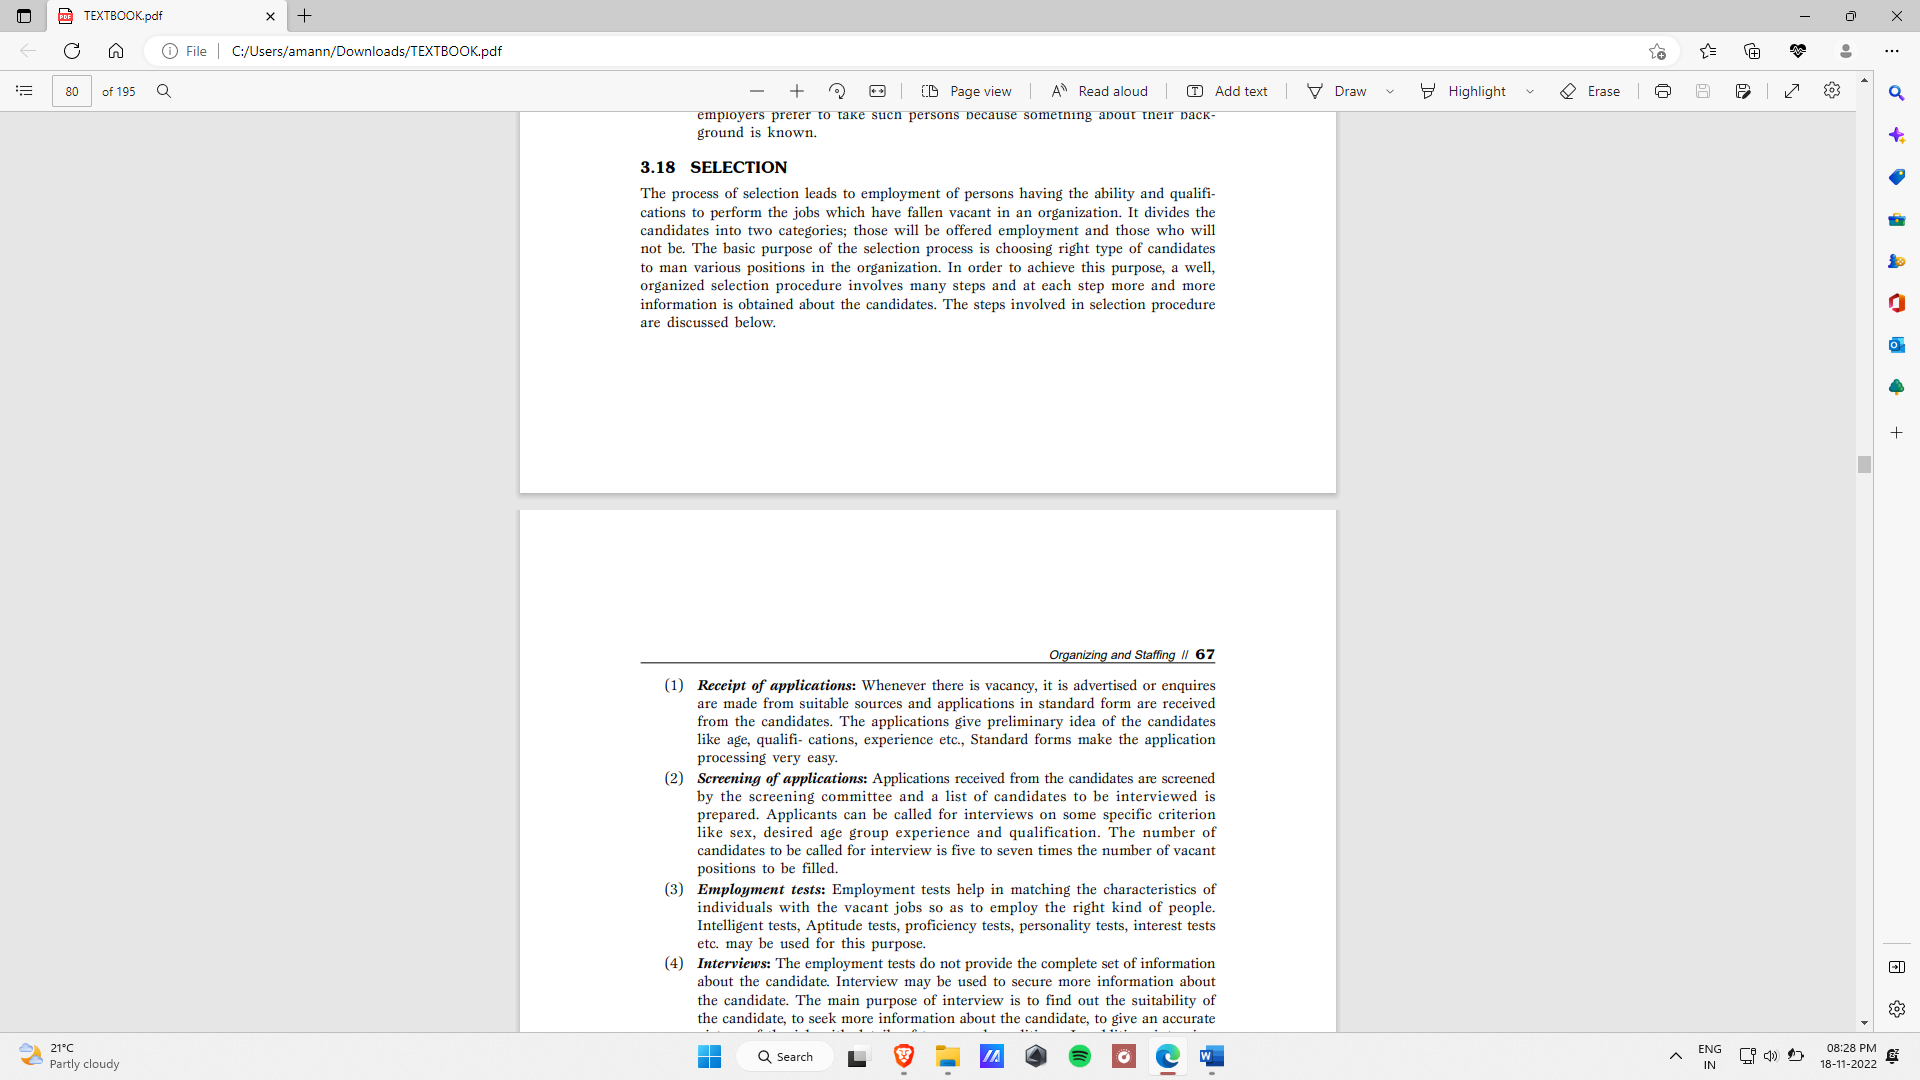 TEXTBOOK.pdf
File C:/Users/amann/Downloads/TEXTBOOK.pdf
80 of 195 Page view Read aloud Add text Draw Highlight Erase
employers prefer to take such persons because something about their back-
ground is known.
3.18 SELECTION
The process of selection leads to employment of persons having the ability and qualifi-
cations to perform the jobs which have fallen vacant in an organization. It divides the
candidates into two categories; those will be offered employment and those who will
not be. The basic purpose of the selection process is choosing right type of candidates
to man various positions in the organization. In order to achieve this purpose, a well,
organized selection procedure involves many steps and at each step more and more
information is obtained about the candidates. The steps involved in selection procedure
are discussed below.
Organizing and Staffing // 67
(1) Receipt of applications: Whenever there is vacancy, it is advertised or enquires
are made from suitable sources and applications in standard form are received
from the candidates. The applications give preliminary idea of the candidates
like age, qualifi- cations, experience etc., Standard forms make the application
processing very easy.
(2) Screening of applications: Applications received from the candidates are screened
by the screening committee and a list of candidates to be interviewed is
prepared. Applicants can be called for interviews on some specific criterion
like sex, desired age group experience and qualification. The number of
candidates to be called for interview is five to seven times the number of vacant
positions to be filled.
(3) Employment tests: Employment tests help in matching the characteristics of
individuals with the vacant jobs so as to employ the right kind of people.
Intelligent tests, Aptitude tests, proficiency tests, personality tests, interest tests
etc. may be used for this purpose.
(4) Interviews: The employment tests do not provide the complete set of information
about the candidate. Interview may be used to secure more information about
the candidate. The main purpose of interview is to find out the suitability of
the candidate, to seek more information about the candidate, to give an accurate
21°C
Partly cloudy
Search
ENG
IN
08:28 PM
18-11-2022